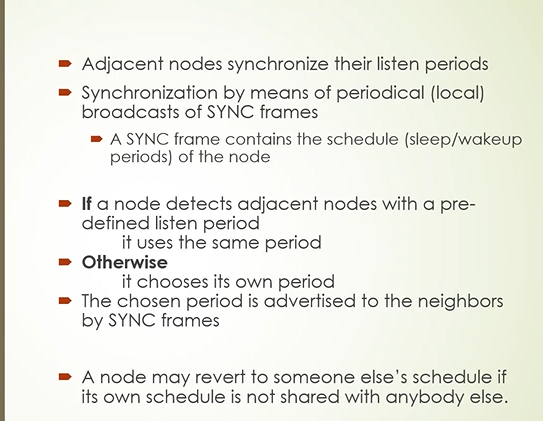 Adjacent nodes synchronize their listen periods
Synchronization by means of periodical (local)
broadcasts of SYNC frames
A SYNC frame contains the schedule (sleep/wakeup
periods) of the node
If a node detects adjacent nodes with a pre-
defined listen period
it uses the same period
Otherwise
it chooses its own period
The chosen period is advertised to the neighbors
by SYNC frames
A node may revert to someone else's schedule if
its own schedule is not shared with anybody else.